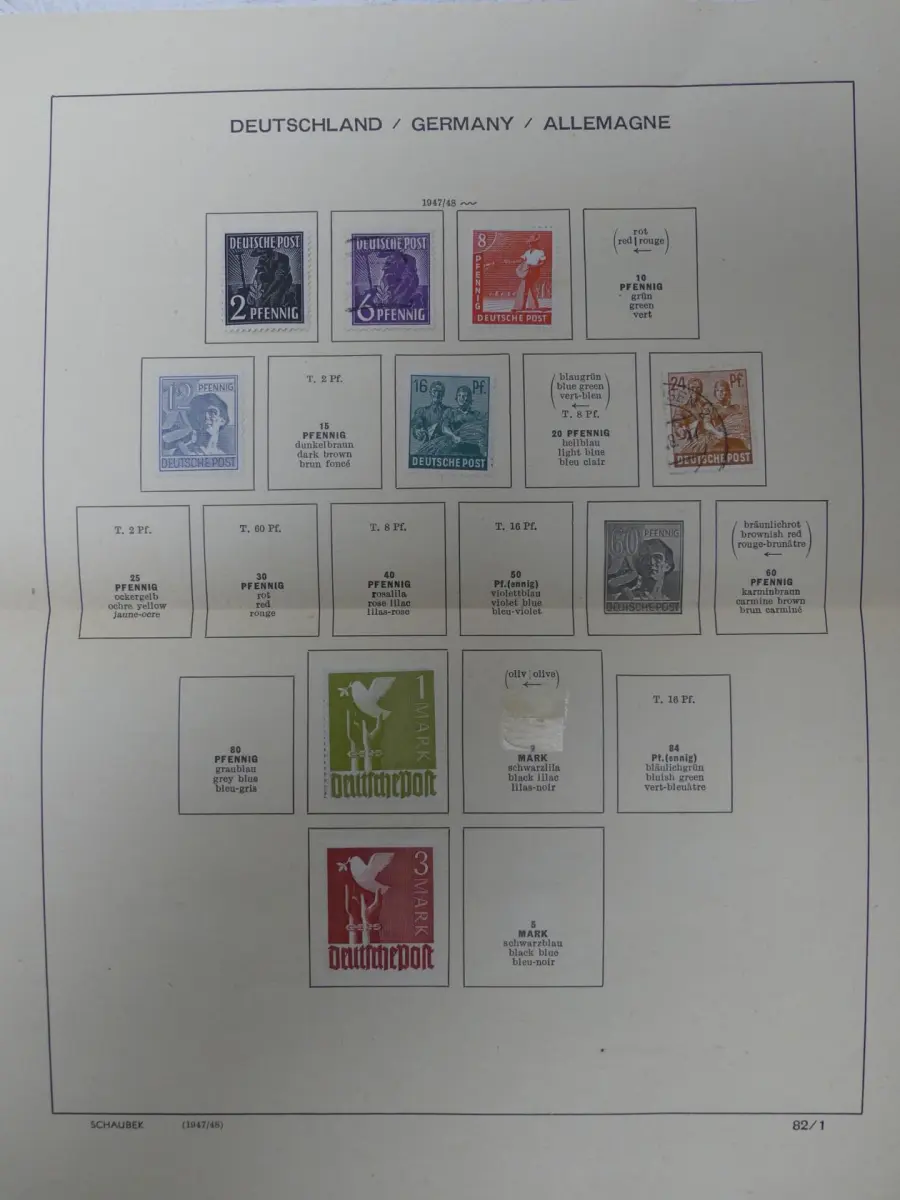 DEUTSCHLAND / GERMANY / ALLEMAGNE
1947/48
DEUTSCHE POST
2 PFENNIG
DEUTSCHE POST
6 PFENNIG
8 PFENNIG
DEUTSCHE POST
rot
red | rouge
10
PFENNIG
grün
green
vert
12 PFENNIG
DEUTSCHE POST
T. 2 Pf.
15
PFENNIG
dunkelbraun
dark brown
brun foncé
16 Pf.
DEUTSCHE POST
(blaugrün
blue green
vert-bleu)
T. 8 Pf.
20 PFENNIG
hellblau
light blue
bleu clair
24 Pf.
DEUTSCHE POST
T. 2 Pf.
25
PFENNIG
ockergelb
ochre yellow
jaune-ocre
T. 60 Pf.
30
PFENNIG
rot
red
rouge
T. 8 Pf.
40
PFENNIG
rosalila
rose lilac
lilas-rose
T. 16 Pf.
50
Pf.(ennig)
violettblau
violet blue
bleu-violet
60 PFENNIG
DEUTSCHE POST
(bräunlichrot
brownish red
rouge-brunâtre)
60
PFENNIG
karminbraun
carmine brown
brun carminé
80
PFENNIG
graublau
grey blue
bleu-gris
1 MARK
Deutsche Post
(oliv | olive)
MARK
schwarzlila
black lilac
lilas-noir
T. 16 Pf.
84
Pf.(ennig)
bläulichgrün
bluish green
vert-bleuâtre
3 MARK
Deutsche Post
5
MARK
schwarzblau
black blue
bleu-noir
SCHAUBEK
(1947/48)
82/1